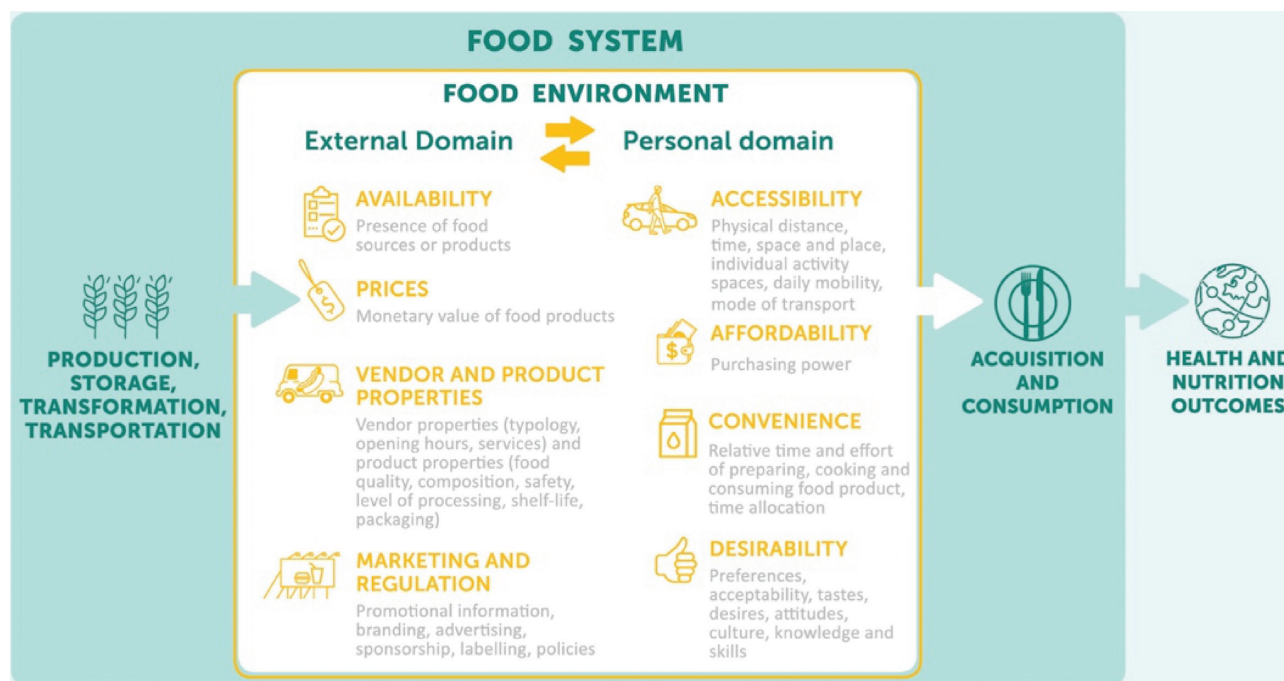 FOOD SYSTEM
FOOD ENVIRONMENT
External Domain
Personal domain
PRODUCTION,
STORAGE,
TRANSFORMATION,
TRANSPORTATION
AVAILABILITY
Presence of food
sources or products
PRICES
Monetary value of food products
VENDOR AND PRODUCT
PROPERTIES
Vendor properties (typology,
opening hours, services) and
product properties (food
quality, composition, safety,
level of processing, shelf-life,
packaging)
MARKETING AND
REGULATION
Promotional information,
branding, advertising,
sponsorship, labelling, policies
ACCESSIBILITY
Physical distance,
time, space and place,
individual activity
spaces, daily mobility,
mode of transport
AFFORDABILITY
Purchasing power
CONVENIENCE
Relative time and effort
of preparing, cooking and
consuming food product,
time allocation
DESIRABILITY
Preferences,
acceptability, tastes,
desires, attitudes,
culture, knowledge and
skills
ACQUISITION
AND
CONSUMPTION
HEALTH AND
NUTRITION
OUTCOMES